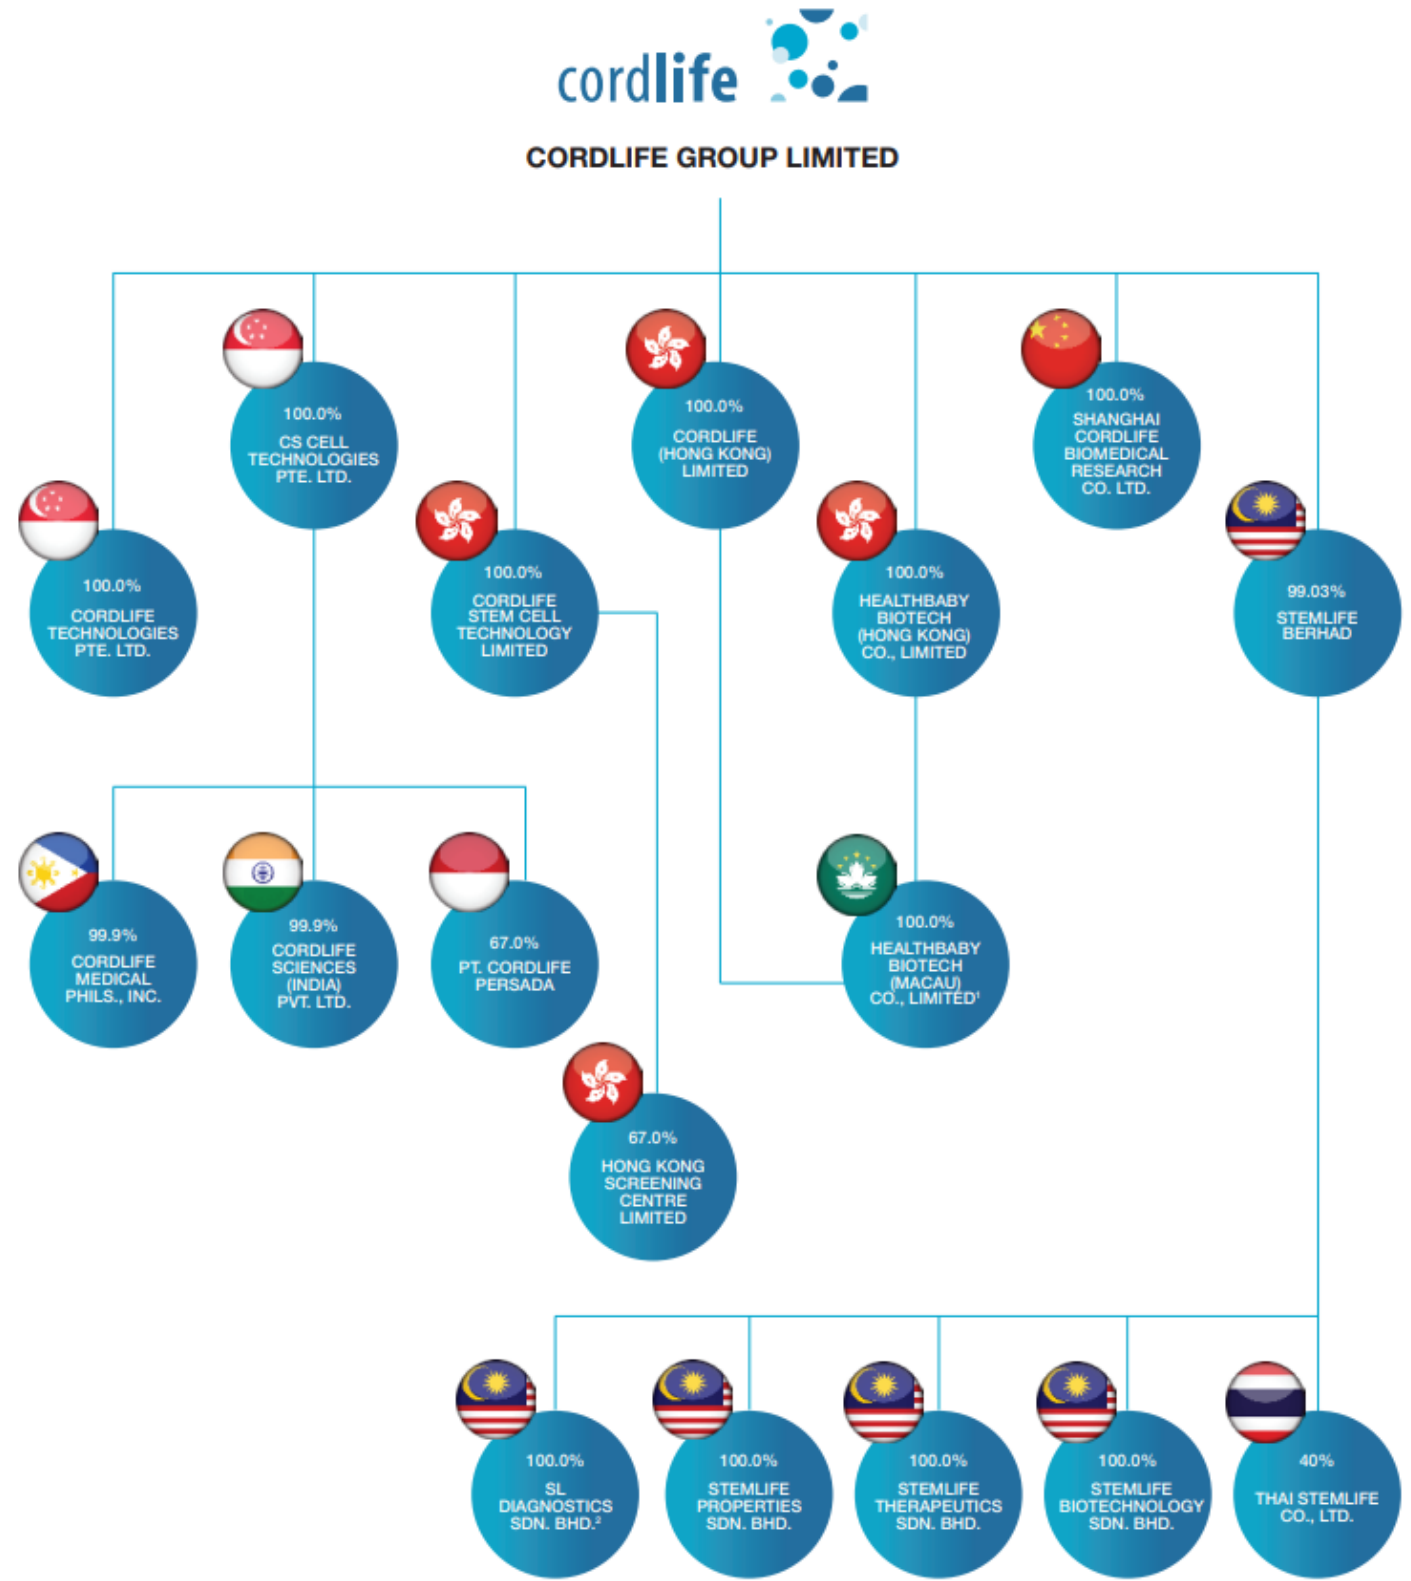 cordlife
CORDLIFE GROUP LIMITED
100.0%
CS CELL
TECHNOLOGIES
PTE. LTD.
100.0%
CORDLIFE
(HONG KONG)
LIMITED
100.0%
SHANGHAI
CORDLIFE
BIOMEDICAL
RESEARCH
CO. LTD.
100.0%
CORDLIFE
TECHNOLOGIES
PTE. LTD.
100.0%
CORDLIFE
STEM CELL
TECHNOLOGY
LIMITED
100.0%
HEALTHBABY
BIOTECH
(HONG KONG)
CO., LIMITED
99.03%
STEMLIFE
BERHAD
99.9%
CORDLIFE
MEDICAL
PHILS., INC.
99.9%
CORDLIFE
SCIENCES
(INDIA)
PVT. LTD.
67.0%
PT. CORDLIFE
PERSADA
100.0%
HEALTHBABY
BIOTECH
(MACAU)
CO., LIMITED¹
67.0%
HONG KONG
SCREENING
CENTRE
LIMITED
100.0%
SL
DIAGNOSTICS
SDN. BHD.²
100.0%
STEMLIFE
PROPERTIES
SDN. BHD.
100.0%
STEMLIFE
THERAPEUTICS
SDN. BHD.
100.0%
STEMLIFE
BIOTECHNOLOGY
SDN. BHD.
40%
THAI STEMLIFE
CO., LTD.